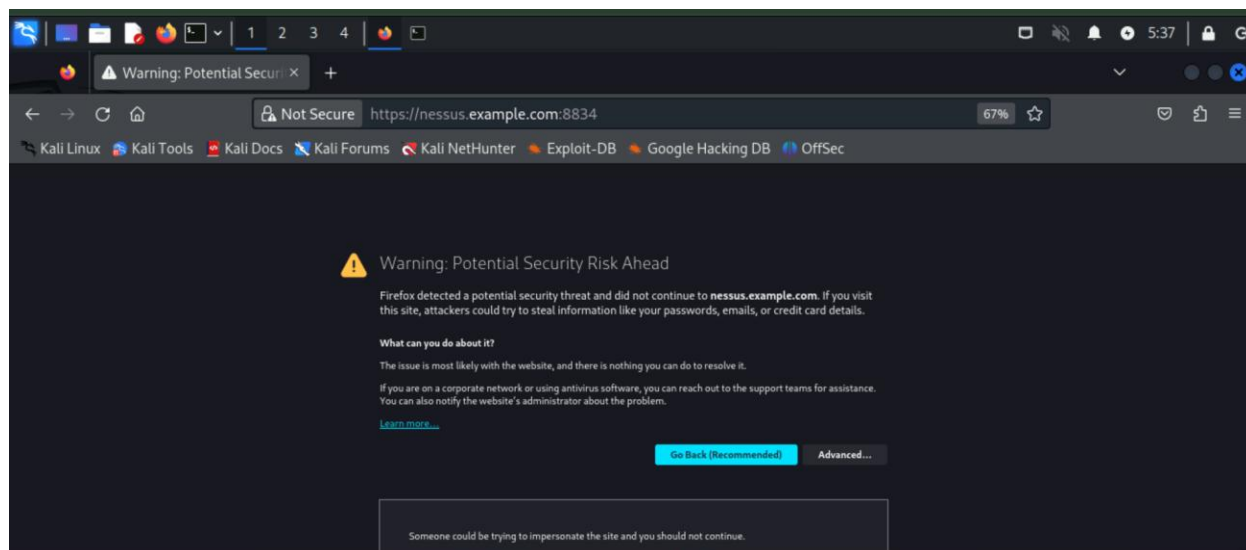 1 2 3 4 5:37 G
Warning: Potential Securi
Not Secure https://nessus.example.com:8834 67%
Kali Linux Kali Tools Kali Docs Kali Forums Kali NetHunter Exploit-DB Google Hacking DB OffSec
Warning: Potential Security Risk Ahead
Firefox detected a potential security threat and did not continue to nessus.example.com. If you visit
this site, attackers could try to steal information like your passwords, emails, or credit card details.
What can you do about it?
The issue is most likely with the website, and there is nothing you can do to resolve it.
If you are on a corporate network or using antivirus software, you can reach out to the support teams for assistance.
You can also notify the website's administrator about the problem.
Learn more...
Go Back (Recommended) Advanced...
Someone could be trying to impersonate the site and you should not continue.